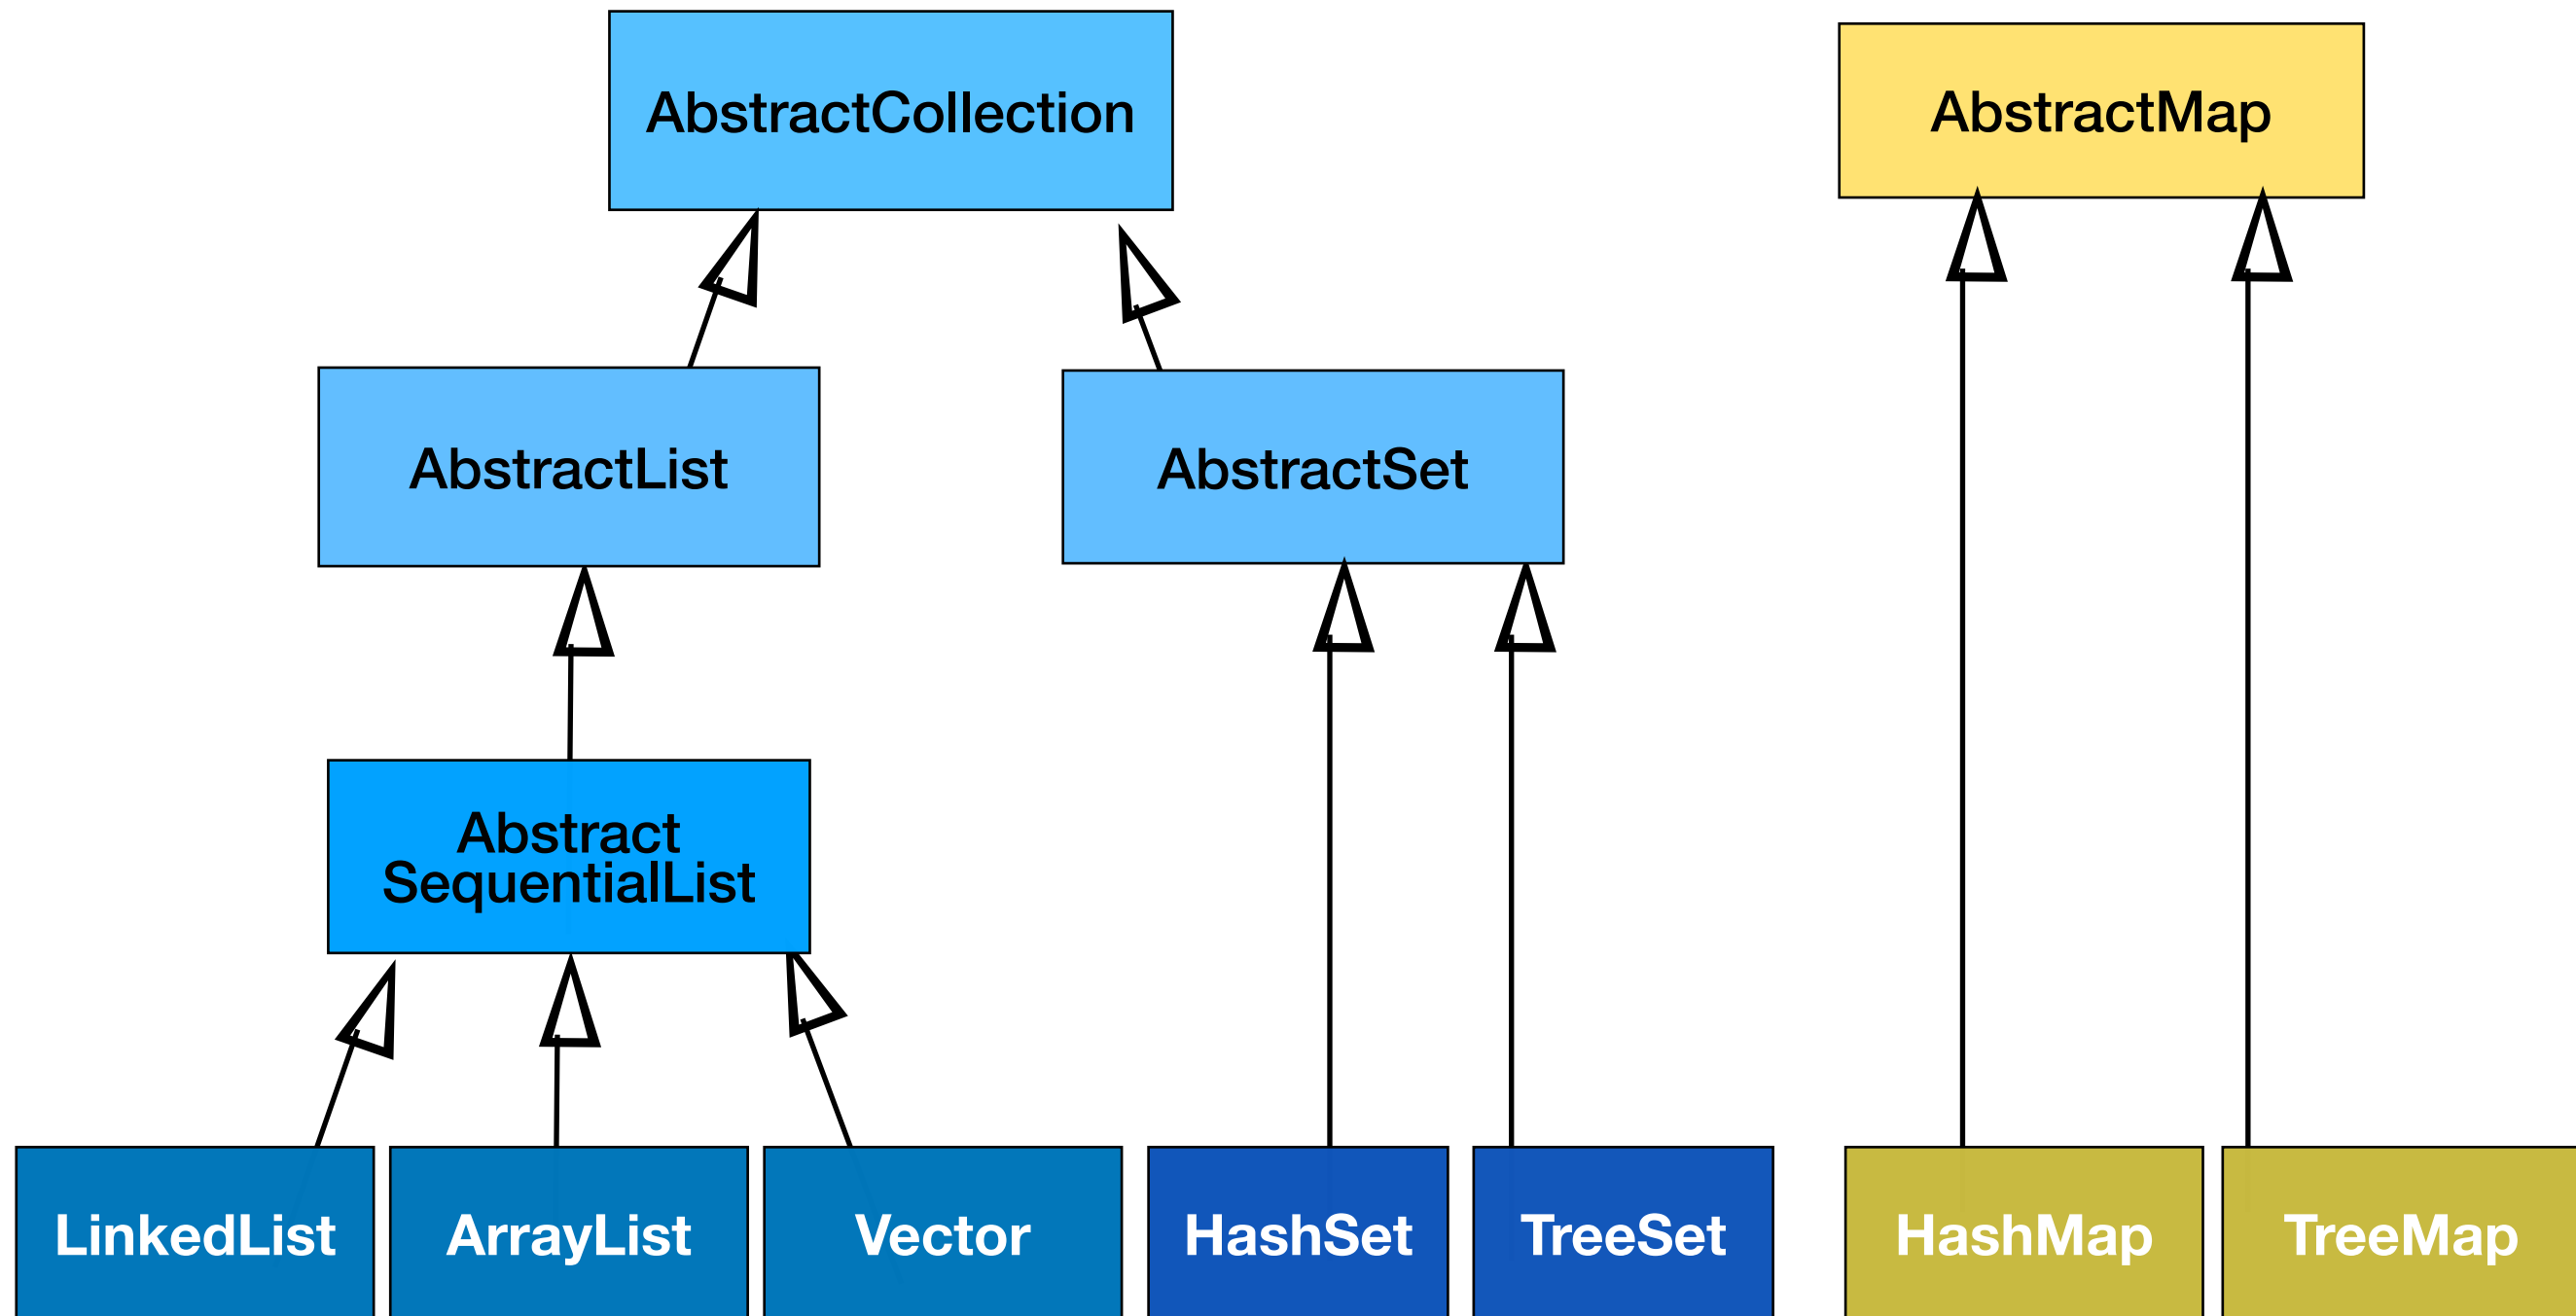 AbstractCollection
AbstractMap
AbstractList
AbstractSet
Abstract
SequentialList
LinkedList
ArrayList
Vector
HashSet
TreeSet
HashMap
TreeMap